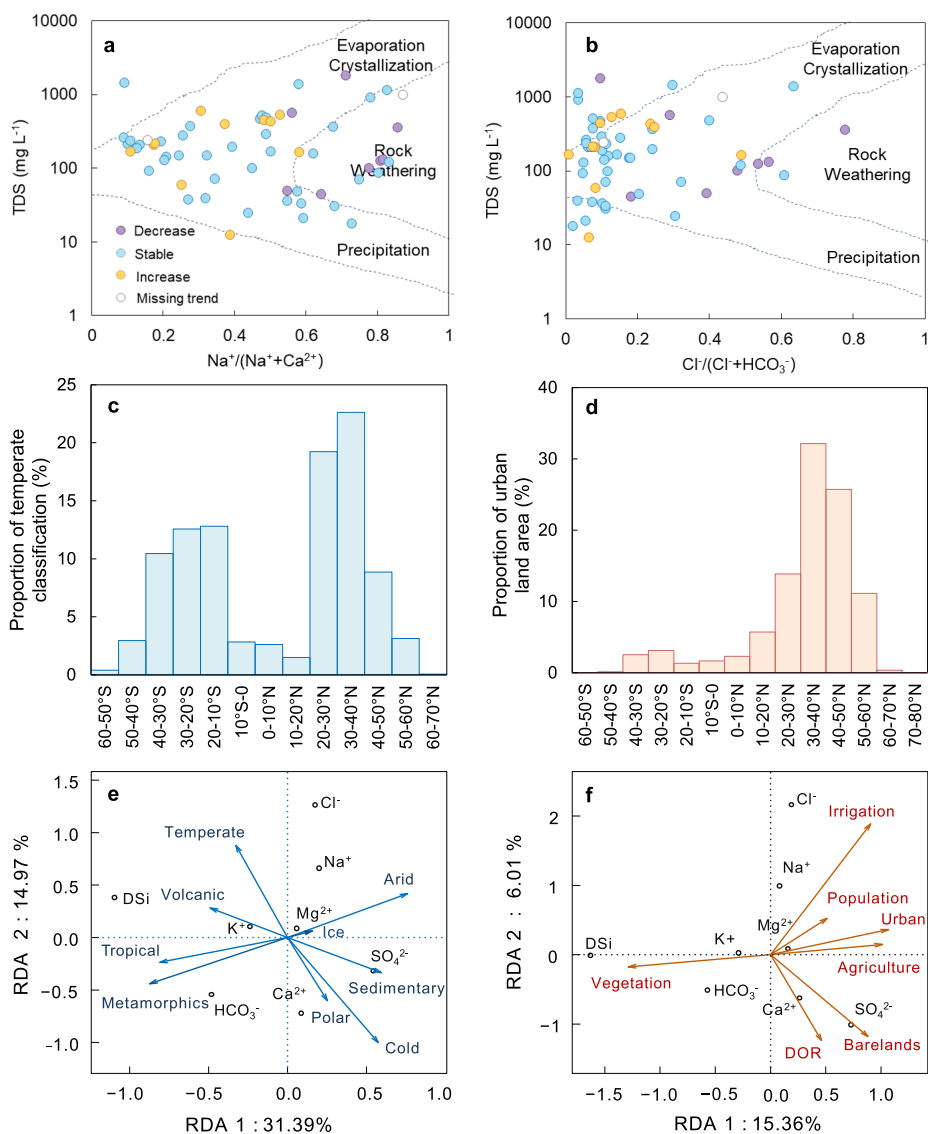 a
10000
1000
100
10
1
TDS (mg L⁻¹)
Evaporation
Crystallization
Rock
Weathering
Precipitation
Decrease
Stable
Increase
Missing trend
0 0.2 0.4 0.6 0.8 1
Na⁺/(Na⁺+Ca²⁺)
b
10000
1000
100
10
1
TDS (mg L⁻¹)
Evaporation
Crystallization
Rock
Weathering
Precipitation
0 0.2 0.4 0.6 0.8 1
Cl⁻/(Cl⁻+HCO₃⁻)
c
25
20
15
10
5
0
Proportion of temperate
classification (%)
60-50°S
50-40°S
40-30°S
30-20°S
20-10°S
10°S-0
0-10°N
10-20°N
20-30°N
30-40°N
40-50°N
50-60°N
60-70°N
d
40
30
20
10
0
Proportion of urban
land area (%)
60-50°S
50-40°S
40-30°S
30-20°S
20-10°S
10°S-0
0-10°N
10-20°N
20-30°N
30-40°N
40-50°N
50-60°N
60-70°N
70-80°N
e
1.5
1.0
0.5
0.0
−0.5
−1.0
RDA 2 : 14.97 %
Cl⁻
Temperate
Na⁺
Arid
Volcanic
DSi
Mg²⁺
K⁺
Ice
Tropical
SO₄²⁻
Sedimentary
Metamorphics
HCO₃⁻
Ca²⁺
Polar
Cold
−1.0 −0.5 0.0 0.5 1.0
RDA 1 : 31.39%
f
2
1
0
−1
RDA 2 : 6.01 %
Cl⁻
Irrigation
Na⁺
Population
Mg²⁺
Urban
K+
DSi
Agriculture
Vegetation
HCO₃⁻
Ca²⁺
SO₄²⁻
DOR
Barelands
−1.5 −1.0 −0.5 0.0 0.5 1.0
RDA 1 : 15.36%